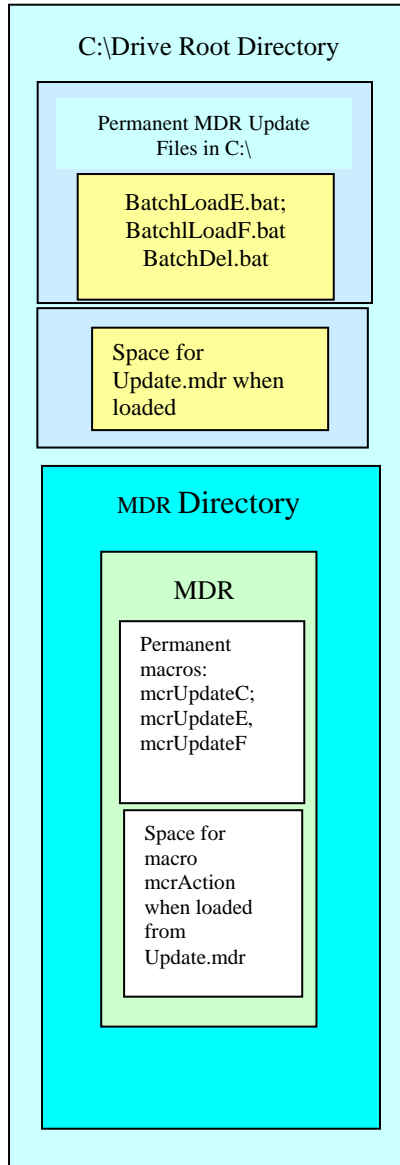 C:\Drive Root Directory
Permanent MDR Update
Files in C:\
BatchLoadE.bat;
BatchlLoadF.bat
BatchDel.bat
Space for
Update.mdr when
loaded
MDR Directory
MDR
Permanent
macros:
mcrUpdateC;
mcrUpdateE,
mcrUpdateF
Space for
macro
mcrAction
when loaded
from
Update.mdr